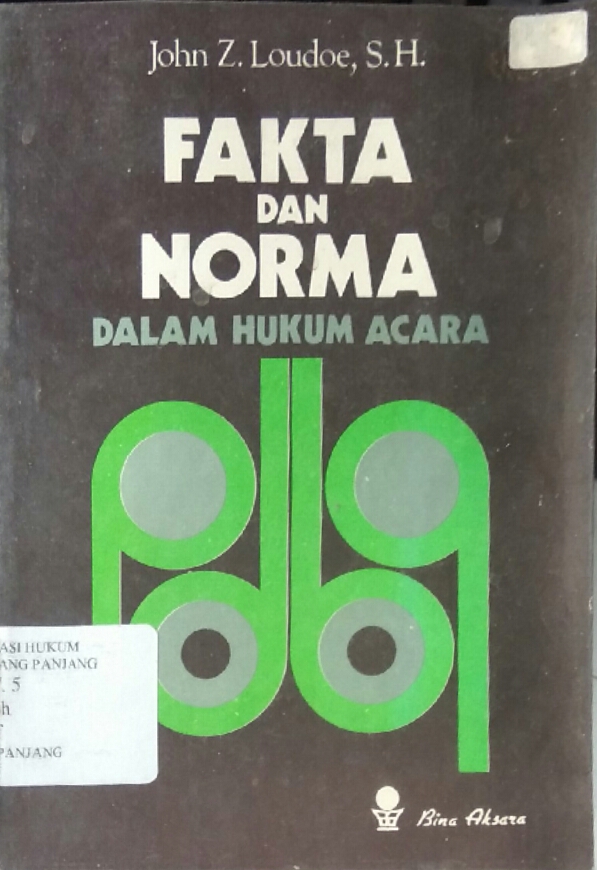 John Z. Loudoe, S.H.
FAKTA
DAN
NORMA
DALAM HUKUM ACARA
ASI HUKUM
ANG PANJANG
. 5
h
PANJANG
Bina Aksara